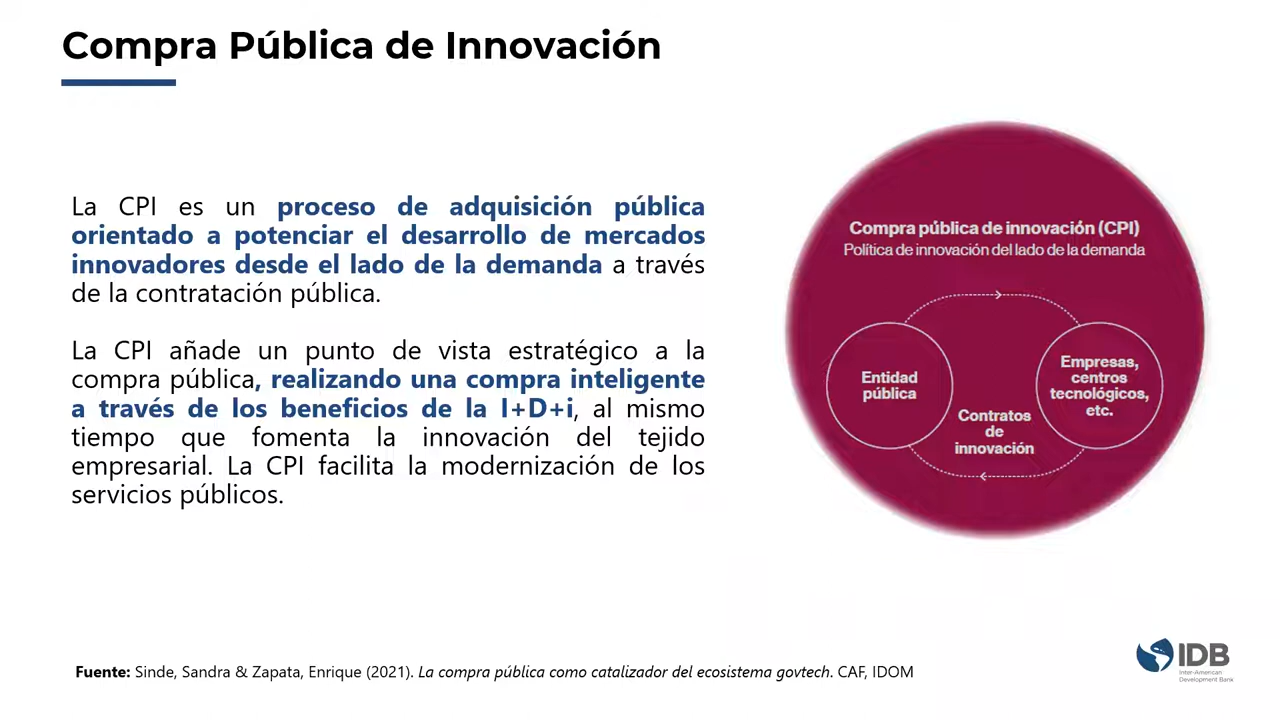 Compra Pública de Innovación
La CPI es un proceso de adquisición pública
orientado a potenciar el desarrollo de mercados
innovadores desde el lado de la demanda a través
de la contratación pública.
La CPI añade un punto de vista estratégico a la
compra pública, realizando una compra inteligente
a través de los beneficios de la I+D+i, al mismo
tiempo que fomenta la innovación del tejido
empresarial. La CPI facilita la modernización de los
servicios públicos.
Compra pública de innovación (CPI)
Política de innovación del lado de la demanda
Entidad
pública
Contratos
de
innovación
Empresas,
centros
tecnológicos,
etc.
Fuente: Sinde, Sandra & Zapata, Enrique (2021). La compra pública como catalizador del ecosistema govtech. CAF, IDOM
IDB
Inter-American
Development Bank